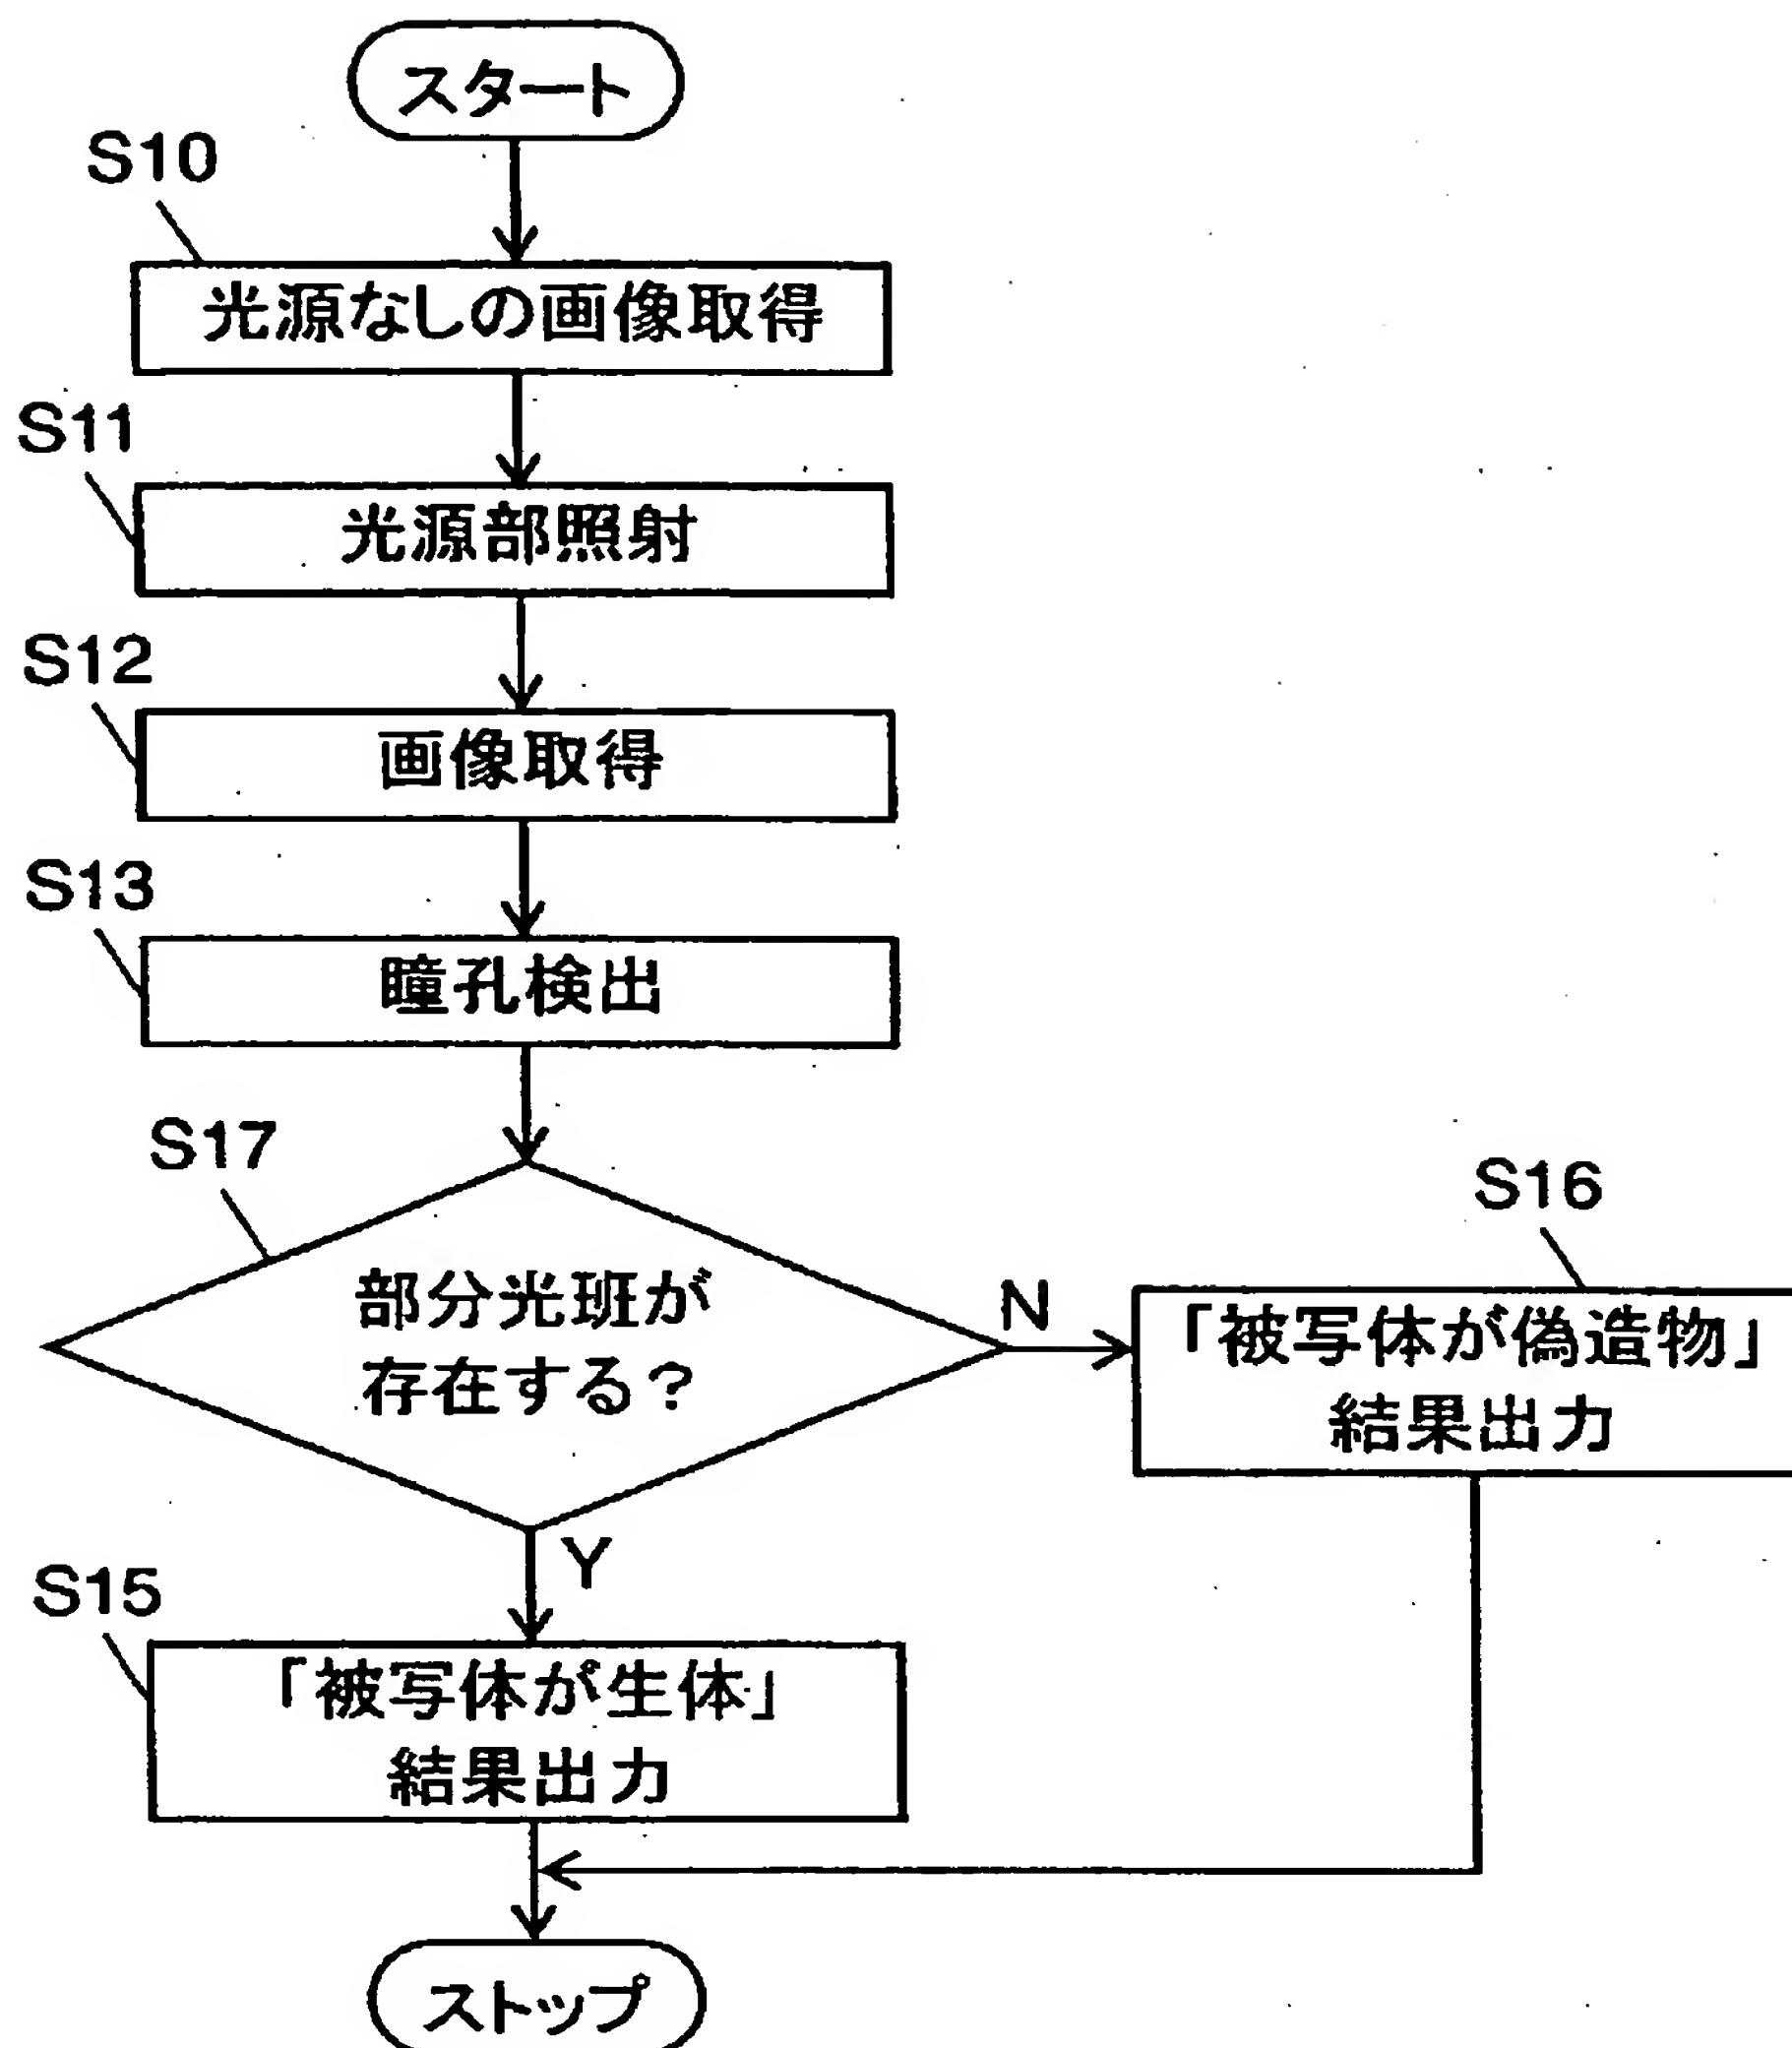 スタート
S10
光源なしの画像取得
S11
光源部照射
S12
画像取得
S13
瞳孔検出
S17
部分光班が
存在する?
N
S16
「被写体が偽造物」
結果出力
Y
S15
「被写体が生体」
結果出力
ストップ